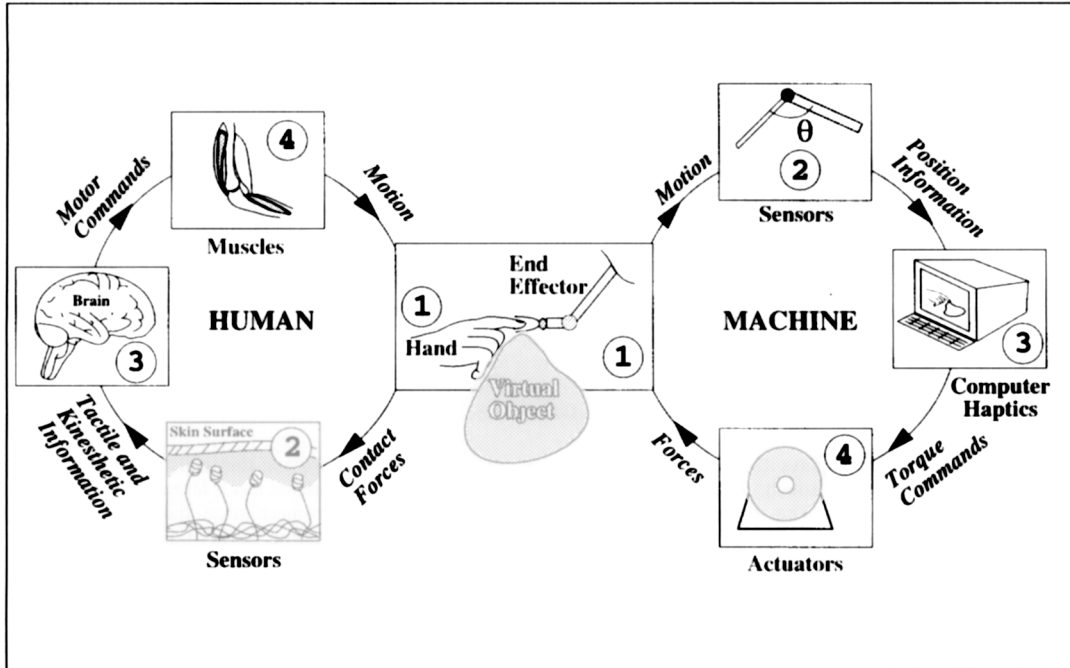 4
Muscles
Motor
Commands
Motion
Brain
3
HUMAN
Skin Surface
2
Sensors
Tactile and
Kinesthetic
Information
Contact
Forces
1
Hand
End
Effector
1
Virtual
Object
Motion
θ
2
Sensors
Position
Information
MACHINE
3
Computer
Haptics
Torque
Commands
4
Actuators
Forces